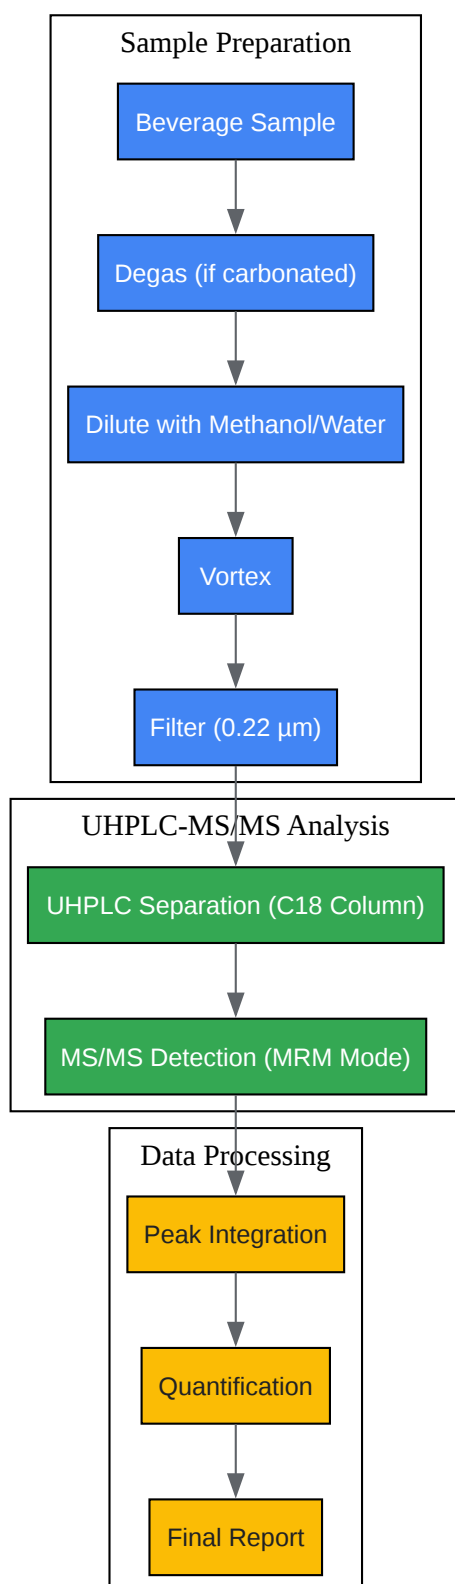 Sample Preparation
Beverage Sample
Degas (if carbonated)
Dilute with Methanol/Water
Vortex
Filter (0.22 µm)
UHPLC-MS/MS Analysis
UHPLC Separation (C18 Column)
MS/MS Detection (MRM Mode)
Data Processing
Peak Integration
Quantification
Final Report